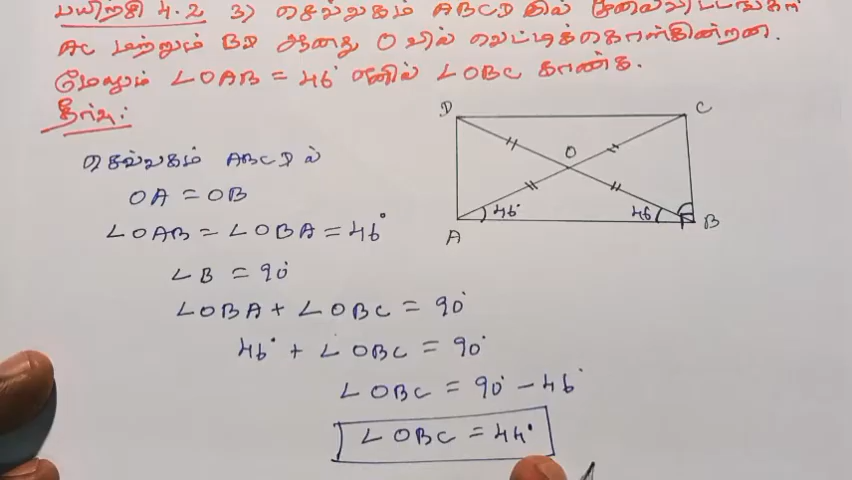 பயிற்சி 4.2 3) செவ்வகம் ABCD இல் மூலைவிட்டங்கள்
AC மற்றும் BD ஆனது O வில் வெட்டிக்கொள்கின்றன.
மேலும் ∠OAB = 46° எனில் ∠OBC காண்க.
தீர்வு:
செவ்வகம் ABCD ல்
OA = OB
∠OAB = ∠OBA = 46°
∠B = 90°
∠OBA + ∠OBC = 90°
46° + ∠OBC = 90°
∠OBC = 90° - 46°
∠OBC = 44°
D C
O
46° 46
A B